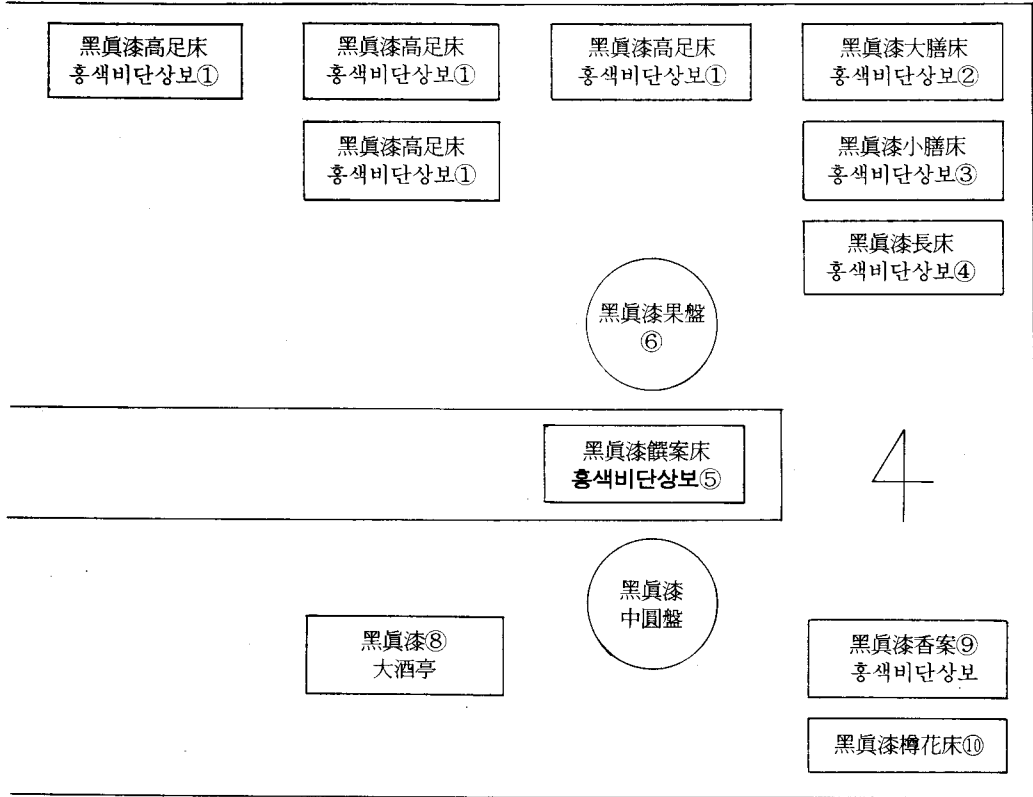 黑眞漆高足床
홍색비단상보①
黑眞漆高足床
홍색비단상보①
黑眞漆高足床
홍색비단상보①
黑眞漆大膳床
홍색비단상보②
黑眞漆高足床
홍색비단상보①
黑眞漆小膳床
홍색비단상보③
黑眞漆長床
홍색비단상보④
黑眞漆果盤
⑥
黑眞漆饌案床
홍색비단상보⑤
黑眞漆
中圓盤
黑眞漆⑧
大酒亭
黑眞漆香案⑨
홍색비단상보
黑眞漆樽花床⑩